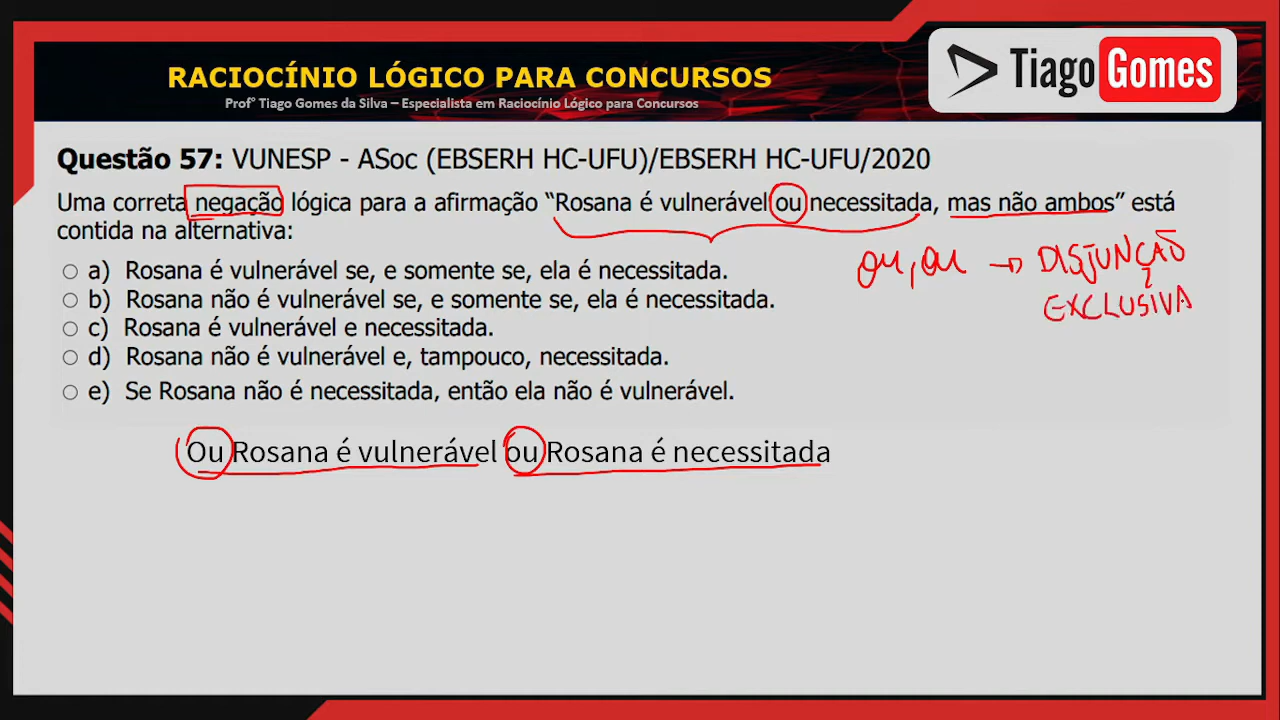 RACIOCÍNIO LÓGICO PARA CONCURSOS
Profº Tiago Gomes da Silva – Especialista em Raciocínio Lógico para Concursos
Tiago Gomes
Questão 57: VUNESP - ASoc (EBSERH HC-UFU)/EBSERH HC-UFU/2020
Uma correta negação lógica para a afirmação “Rosana é vulnerável ou necessitada, mas não ambos” está
contida na alternativa:
OU, OU → DISJUNÇÃO
EXCLUSIVA
a) Rosana é vulnerável se, e somente se, ela é necessitada.
b) Rosana não é vulnerável se, e somente se, ela é necessitada.
c) Rosana é vulnerável e necessitada.
d) Rosana não é vulnerável e, tampouco, necessitada.
e) Se Rosana não é necessitada, então ela não é vulnerável.
Ou Rosana é vulnerável ou Rosana é necessitada